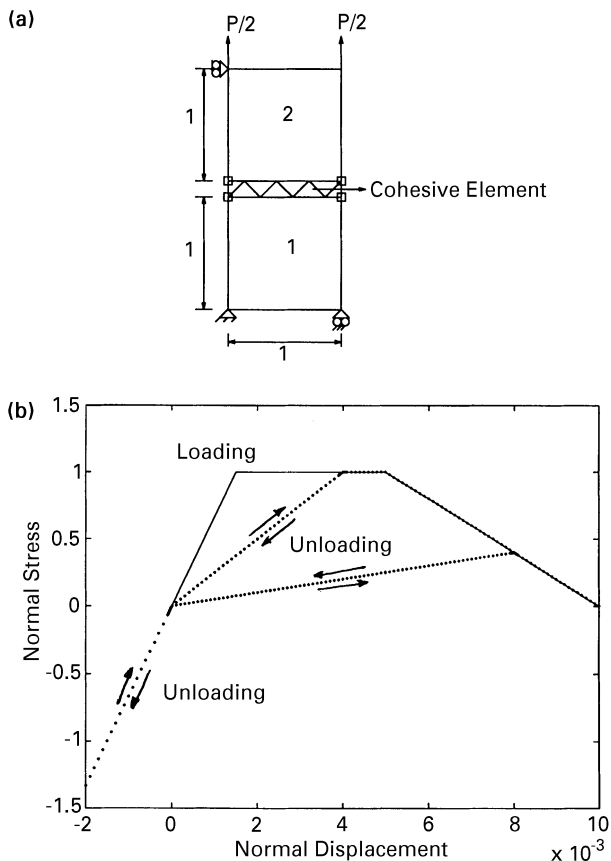 (a)
P/2 P/2
1
2
Cohesive Element
1
1
1
(b)
1.5
1
0.5
0
-0.5
-1
-1.5
Normal Stress
Loading
Unloading
Unloading
-2 0 2 4 6 8 10
Normal Displacement
x 10⁻³